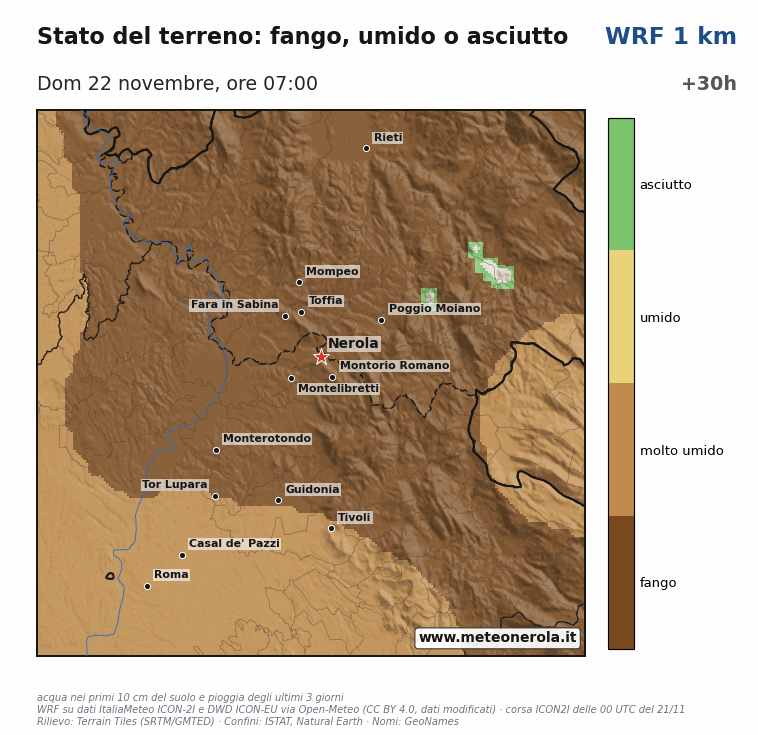 Stato del terreno: fango, umido o asciutto
WRF 1 km
Dom 22 novembre, ore 07:00
+30h
Rieti
Mompeo
Toffia
Fara in Sabina
Poggio Moiano
Nerola
Montorio Romano
Montelibretti
Monterotondo
Tor Lupara
Guidonia
Tivoli
Casal de' Pazzi
Roma
www.meteonerola.it
asciutto
umido
molto umido
fango
acqua nei primi 10 cm del suolo e pioggia degli ultimi 3 giorni
WRF su dati ItaliaMeteo ICON-2I e DWD ICON-EU via Open-Meteo (CC BY 4.0, dati modificati) · corsa ICON2I delle 00 UTC del 21/11
Rilievo: Terrain Tiles (SRTM/GMTED) · Confini: ISTAT, Natural Earth · Nomi: GeoNames